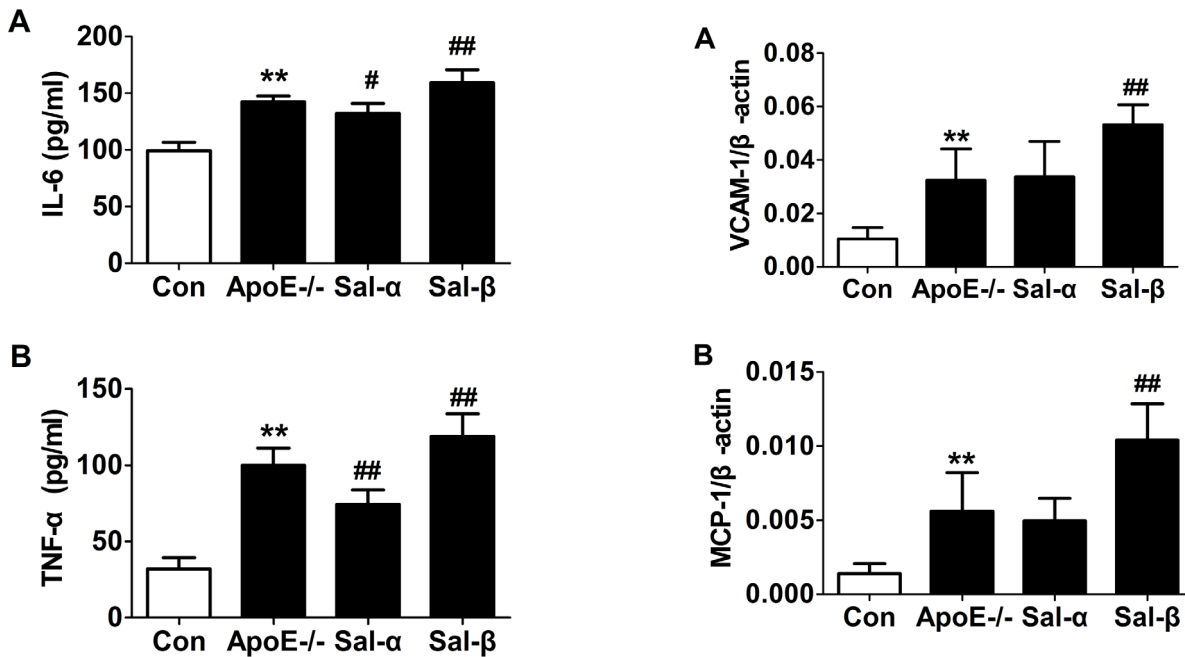 A
IL-6 (pg/ml)
200
150
100
50
0
**
#
##
Con ApoE-/- Sal-α Sal-β
A
VCAM-1/β -actin
0.08
0.06
0.04
0.02
0.00
**
##
Con ApoE-/- Sal-α Sal-β
B
TNF-α (pg/ml)
150
100
50
0
**
##
##
Con ApoE-/- Sal-α Sal-β
B
MCP-1/β -actin
0.015
0.010
0.005
0.000
**
##
Con ApoE-/- Sal-α Sal-β